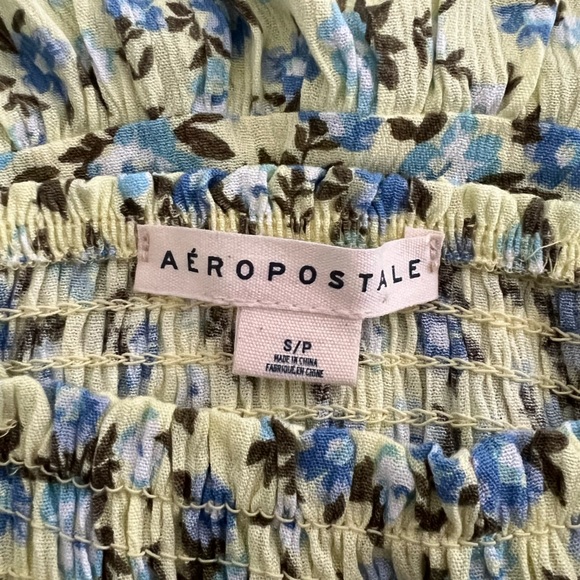 AÉROPOSTALE
S/P
MADE IN CHINA
FABRIQUÉ EN CHINE